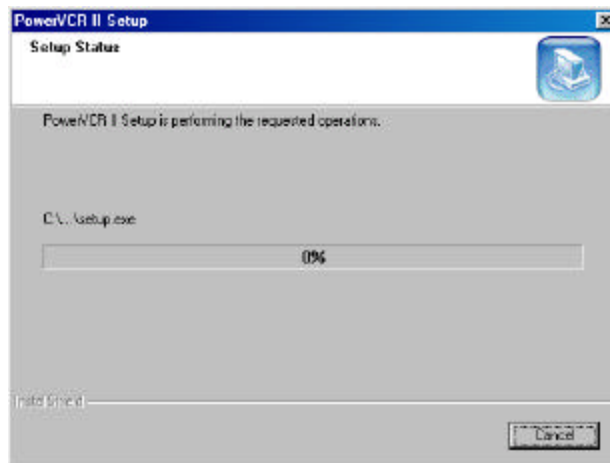 PowerVCR II Setup
Setup Status
PowerVCR II Setup is performing the requested operations.
C:\...\setup.exe
0%
InstallShield
Cancel